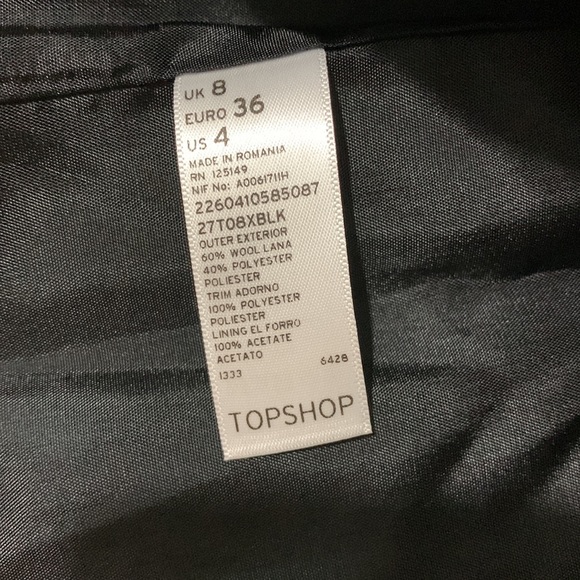 UK 8
EURO 36
US 4
MADE IN ROMANIA
RN 125149
NIF No: A0061711H
2260410585087
27T08XBLK
OUTER EXTERIOR
60% WOOL LANA
40% POLYESTER
POLIESTER
TRIM ADORNO
100% POLYESTER
POLIESTER
LINING EL FORRO
100% ACETATE
ACETATO
1333 6428
TOPSHOP